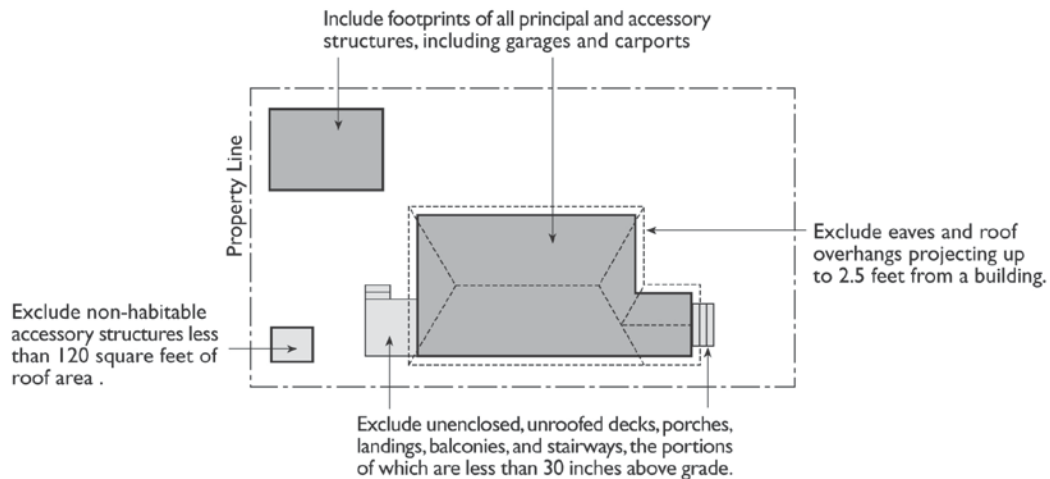 Include footprints of all principal and accessory
structures, including garages and carports
Property Line
Exclude eaves and roof
overhangs projecting up
to 2.5 feet from a building.
Exclude non-habitable
accessory structures less
than 120 square feet of
roof area .
Exclude unenclosed, unroofed decks, porches,
landings, balconies, and stairways, the portions
of which are less than 30 inches above grade.